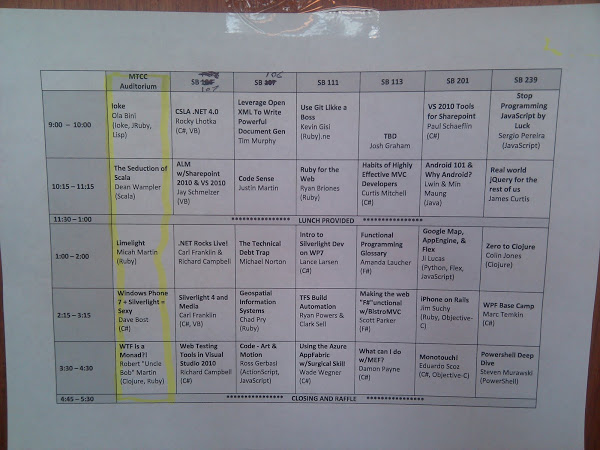 MTCC Auditorium SB 107 SB 106 SB 111 SB 113 SB 201 SB 239
9:00 – 10:00
Ioke
Ola Bini
(Ioke, JRuby,
Lisp)
CSLA .NET 4.0
Rocky Lhotka
(C#, VB)
Leverage Open
XML To Write
Powerful
Document Gen
Tim Murphy
Use Git Likke a
Boss
Kevin Gisi
(Ruby).ne
TBD
Josh Graham
VS 2010 Tools
for Sharepoint
Paul Schaeflin
(C#)
Stop
Programming
JavaScript by
Luck
Sergio Pereira
(JavaScript)
10:15 – 11:15
The Seduction of
Scala
Dean Wampler
(Scala)
ALM
w/Sharepoint
2010 & VS 2010
Jay Schmelzer
(VB)
Code Sense
Justin Martin
Ruby for the
Web
Ryan Briones
(Ruby)
Habits of Highly
Effective MVC
Developers
Curtis Mitchell
(C#)
Android 101 &
Why Android?
Lwin & Min
Maung
(Java)
Real world
jQuery for the
rest of us
James Curtis
11:30 – 1:00
**************** LUNCH PROVIDED ****************
1:00 – 2:00
Limelight
Micah Martin
(Ruby)
.NET Rocks Live!
Carl Franklin &
Richard Campbell
The Technical
Debt Trap
Michael Norton
Intro to
Silverlight Dev
on WP7
Lance Larsen
(C#)
Functional
Programming
Glossary
Amanda Laucher
(F#)
Google Map,
AppEngine, &
Flex
Ji Lucas
(Python, Flex,
JavaScript)
Zero to Clojure
Colin Jones
(Clojure)
2:15 – 3:15
Windows Phone
7 + Silverlight =
Sexy
Dave Bost
(C#)
Silverlight 4 and
Media
Carl Franklin
(C#, VB)
Geospatial
Information
Systems
Chad Pry
(Ruby)
TFS Build
Automation
Ryan Powers &
Clark Sell
Making the web
"F#"unctional
w/BistroMVC
Scott Parker
(F#)
iPhone on Rails
Jim Suchy
(Ruby, Objective-
C)
WPF Base Camp
Marc Temkin
(C#)
3:30 - 4:30
WTF is a
Monad?!
Robert "Uncle
Bob" Martin
(Clojure, Ruby)
Web Testing
Tools in Visual
Studio 2010
Richard Campbell
(C#)
Code - Art &
Motion
Ross Gerbasi
(ActionScript,
JavaScript)
Using the Azure
AppFabric
w/Surgical Skill
Wade Wegner
(C#)
What can I do
w/MEF?
Damon Payne
(C#)
Monotouch!
Eduardo Scoz
(C#, Objective-C)
Powershell Deep
Dive
Steven Murawski
(PowerShell)
4:45 - 5:30
**************** CLOSING AND RAFFLE ****************